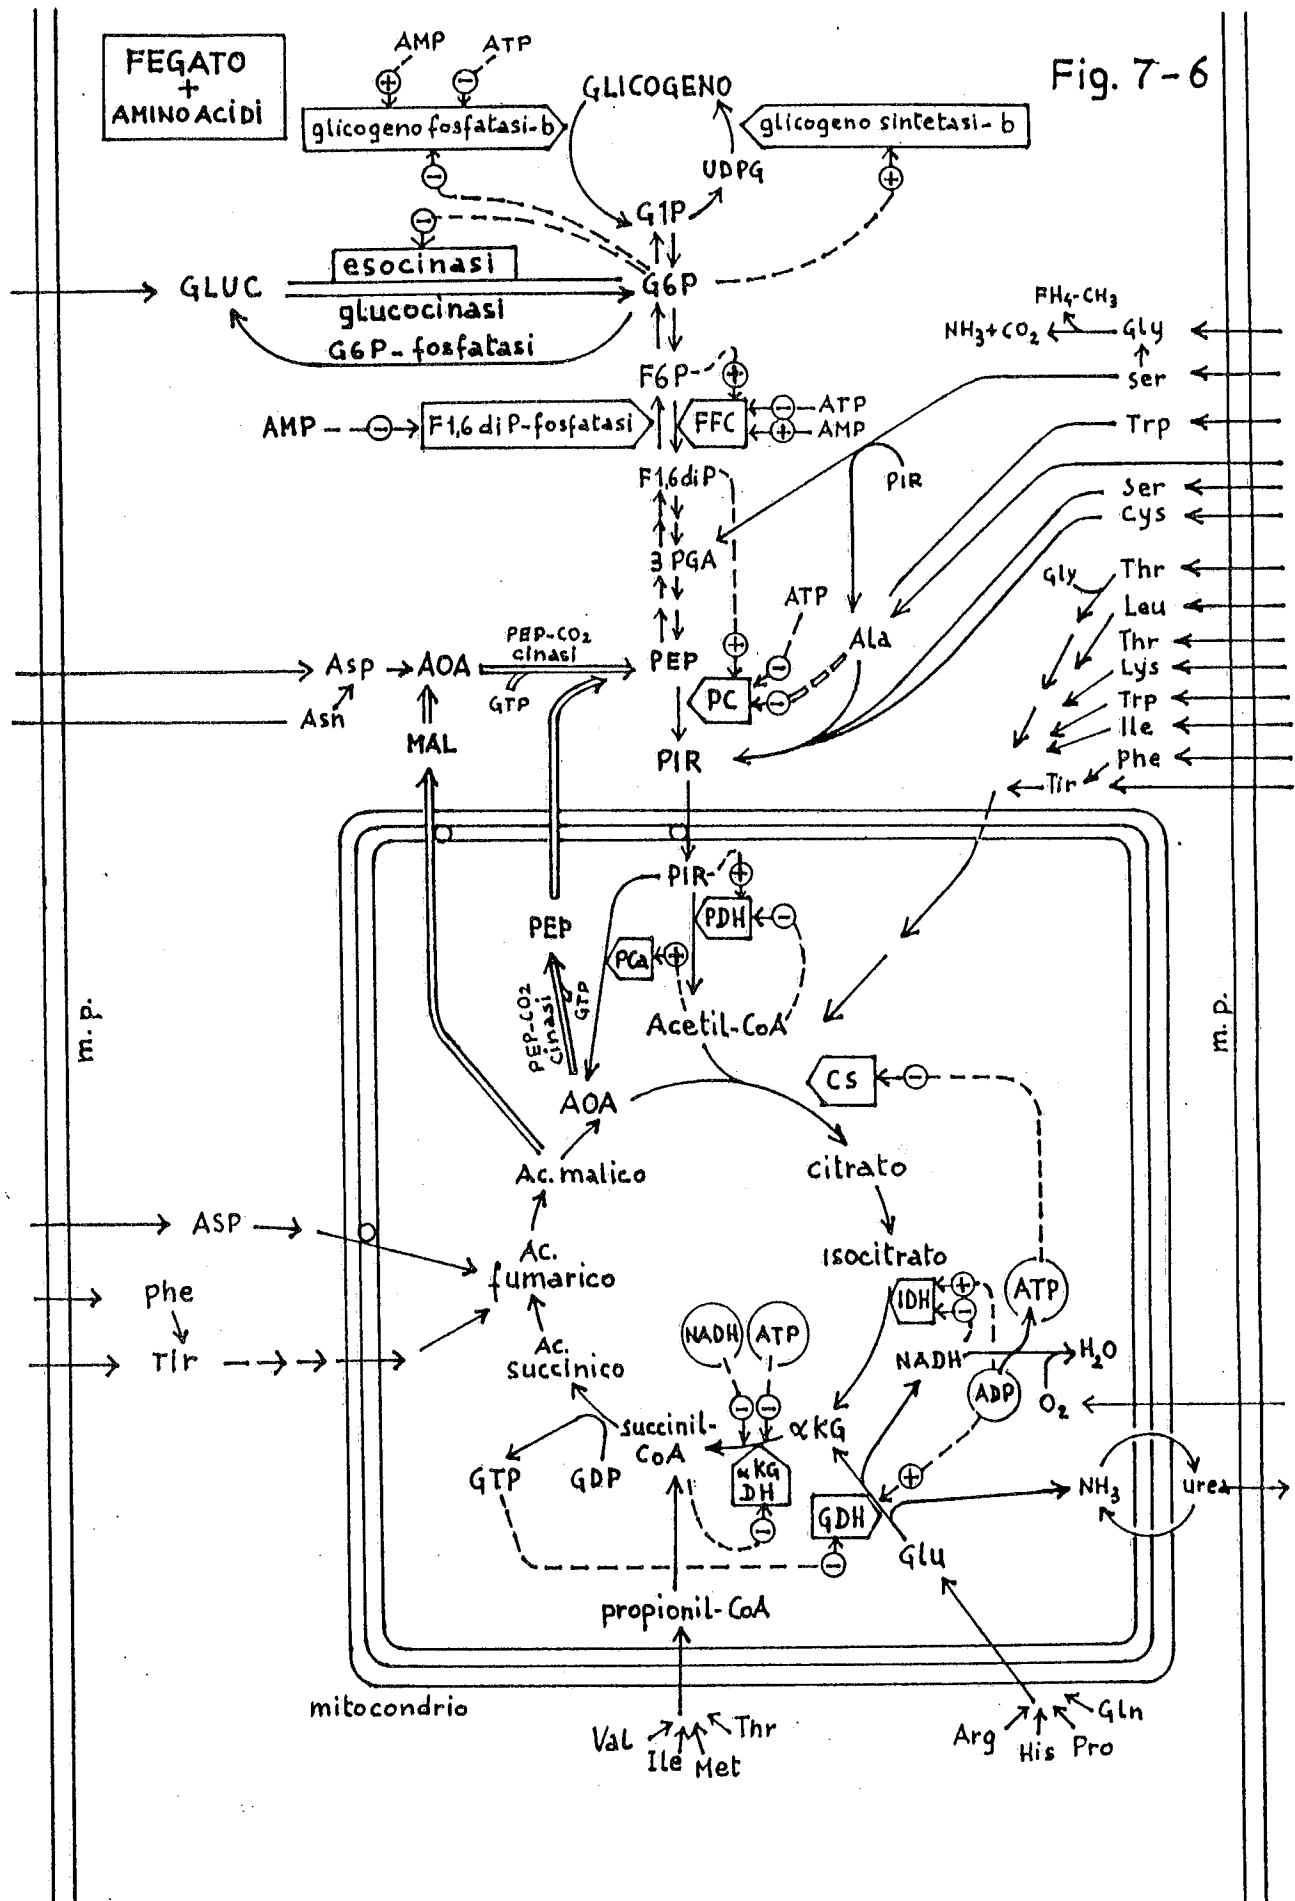 FEGATO
+
AMINO ACIDI
AMP
ATP
Fig. 7-6
+
-
GLICOGENO
glicogeno fosfatasi-b
glicogeno sintetasi-b
-
UDPG
+
-
G1P
esocinasi
GLUC
G6P
glucocinasi
G6P-fosfatasi
FH4-CH3
NH3+CO2
Gly
Ser
F6P
+
AMP
-
F1,6 diP-fosfatasi
FFC
-
ATP
+
AMP
Trp
F1,6diP
PIR
Ser
Cys
3 PGA
Gly
Thr
ATP
Leu
Ala
Thr
PEP-CO2
cinasi
+
Asp
AOA
PEP
-
Lys
GTP
PC
-
Trp
Asn
Ile
MAL
PIR
Phe
Tir
PIR
+
PEP
PDH
-
PCa
+
GTP
PEP-CO2
cinasi
Acetil-CoA
m.p.
m.p.
CS
-
AOA
citrato
Ac. malico
ASP
Isocitrato
Ac.
fumarico
Phe
IDH
+
-
ATP
NADH
ATP
Tir
Ac.
succinico
NADH
H2O
ADP
O2
-
-
succinil-
CoA
αKG
GTP
GDP
αKG
DH
+
NH3
urea
-
GDH
-
Glu
propionil-CoA
mitocondrio
Val
Ile
Met
Thr
Arg
His
Pro
Gln